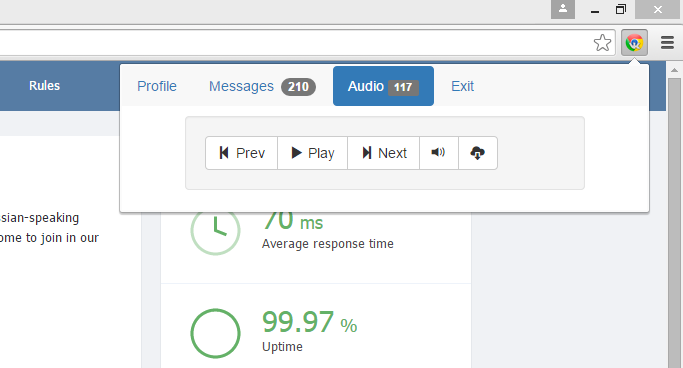 Rules
Profile Messages 210 Audio 117 Exit
Prev Play Next
sian-speaking
ome to join in our
70 ms
Average response time
99.97 %
Uptime